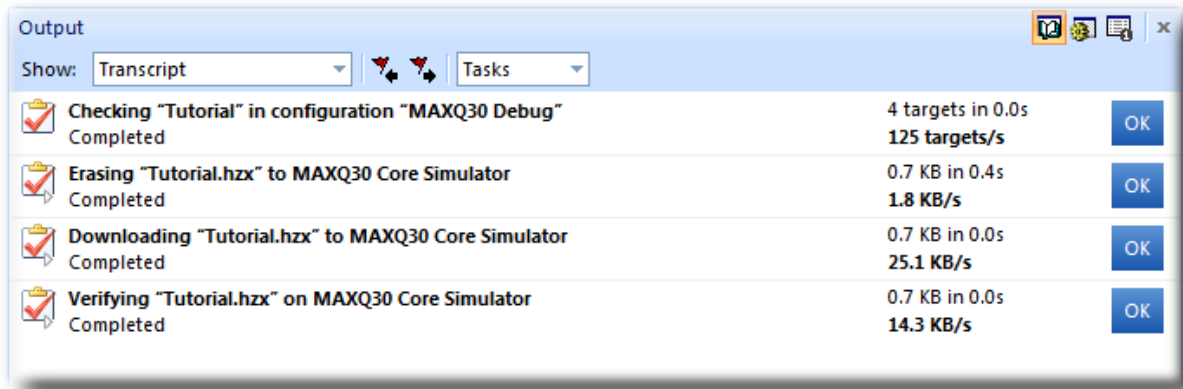 Output
Show: Transcript Tasks
Checking “Tutorial” in configuration “MAXQ30 Debug” 4 targets in 0.0s
Completed 125 targets/s
OK
Erasing “Tutorial.hzx” to MAXQ30 Core Simulator 0.7 KB in 0.4s
Completed 1.8 KB/s
OK
Downloading “Tutorial.hzx” to MAXQ30 Core Simulator 0.7 KB in 0.0s
Completed 25.1 KB/s
OK
Verifying “Tutorial.hzx” on MAXQ30 Core Simulator 0.7 KB in 0.0s
Completed 14.3 KB/s
OK